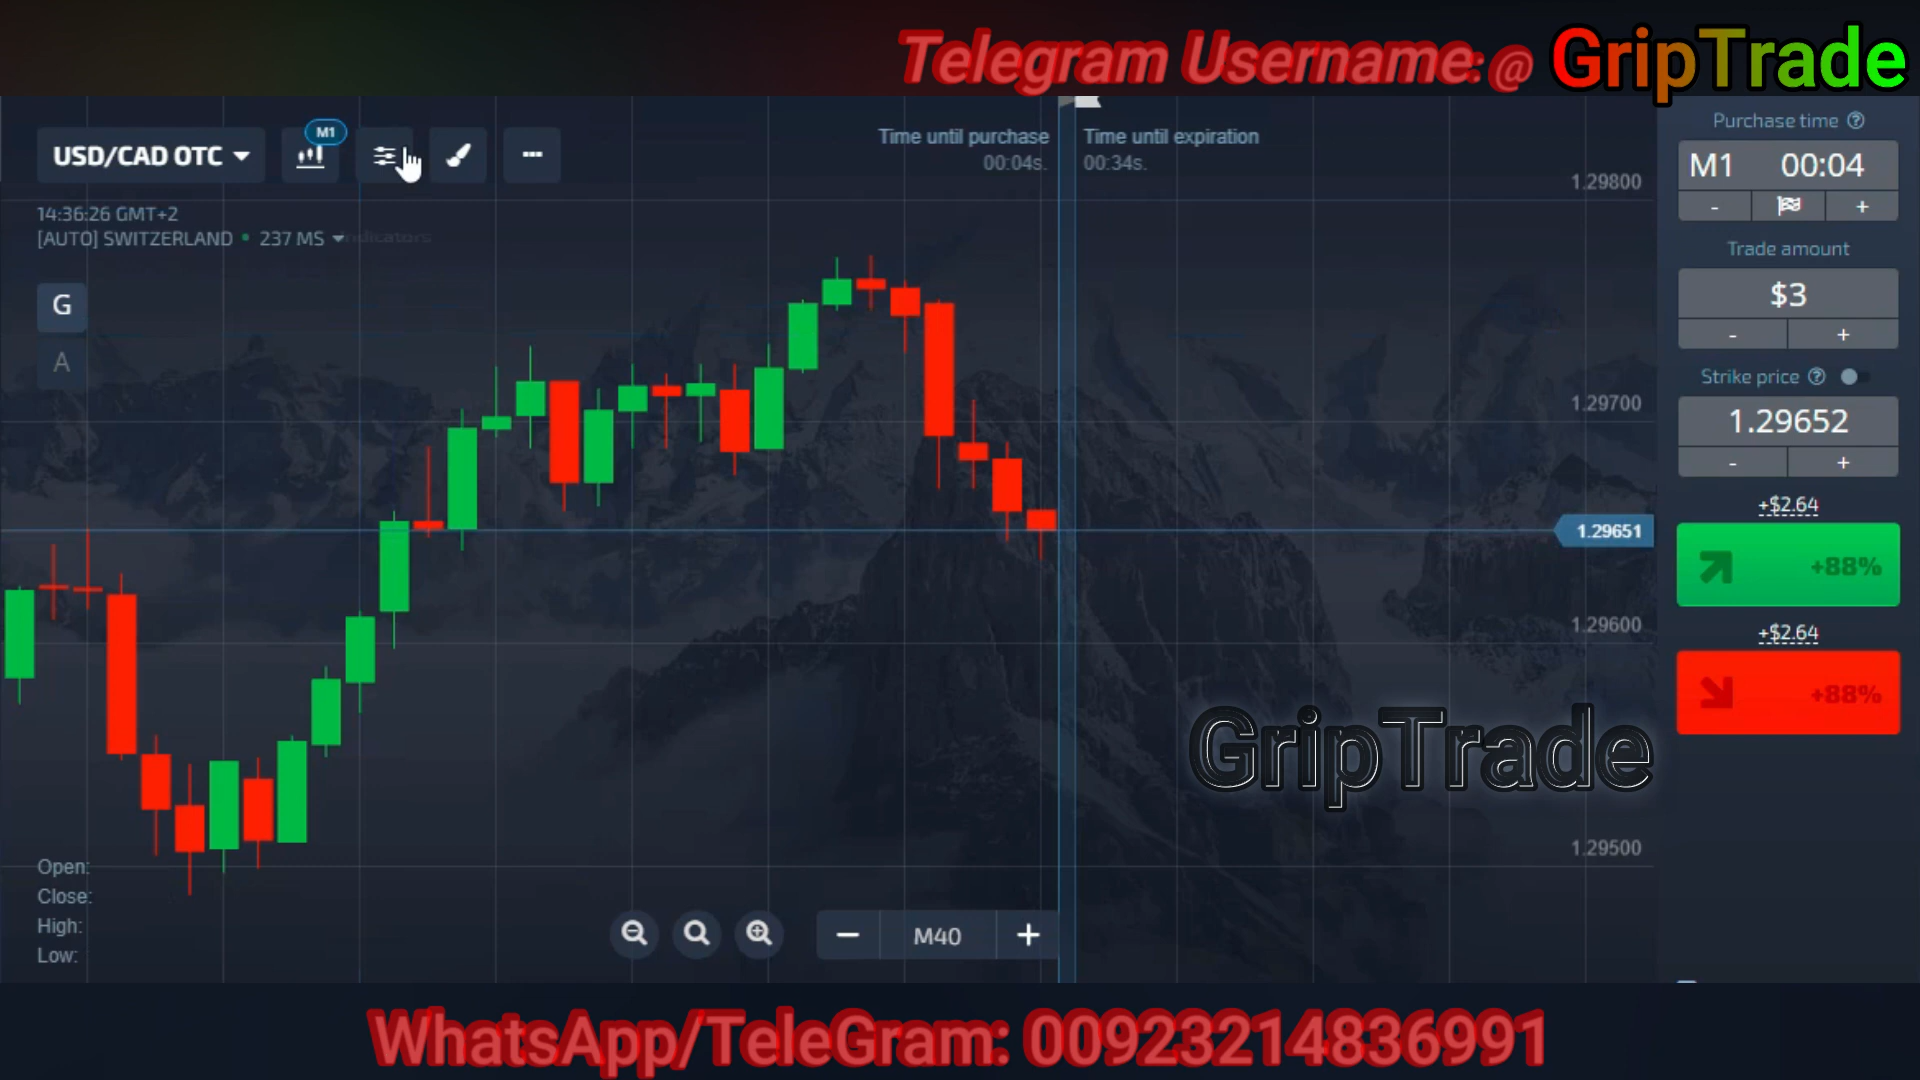 Telegram Username:@ GripTrade
USD/CAD OTC
M1
Time until purchase
00:04s.
Time until expiration
00:34s.
14:36:26 GMT+2
[AUTO] SWITZERLAND • 237 MS
Indicators
G
A
1.29800
1.29700
1.29651
1.29600
1.29500
Purchase time ?
M1 00:04
- +
Trade amount
$3
- +
Strike price ?
1.29652
- +
+$2.64
+88%
+$2.64
+88%
GripTrade
Open:
Close:
High:
Low:
− M40 +
WhatsApp/TeleGram: 00923214836991